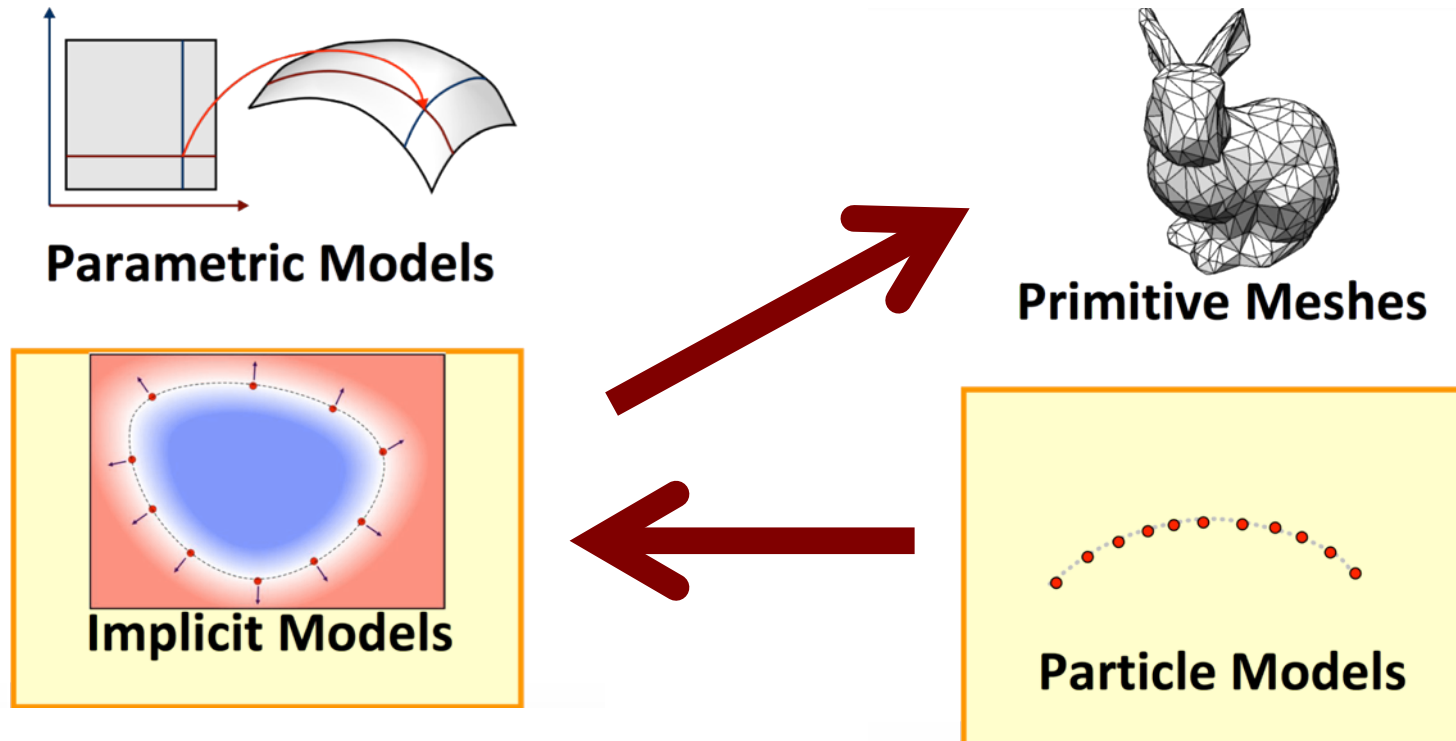 Parametric Models
Primitive Meshes
Implicit Models
Particle Models